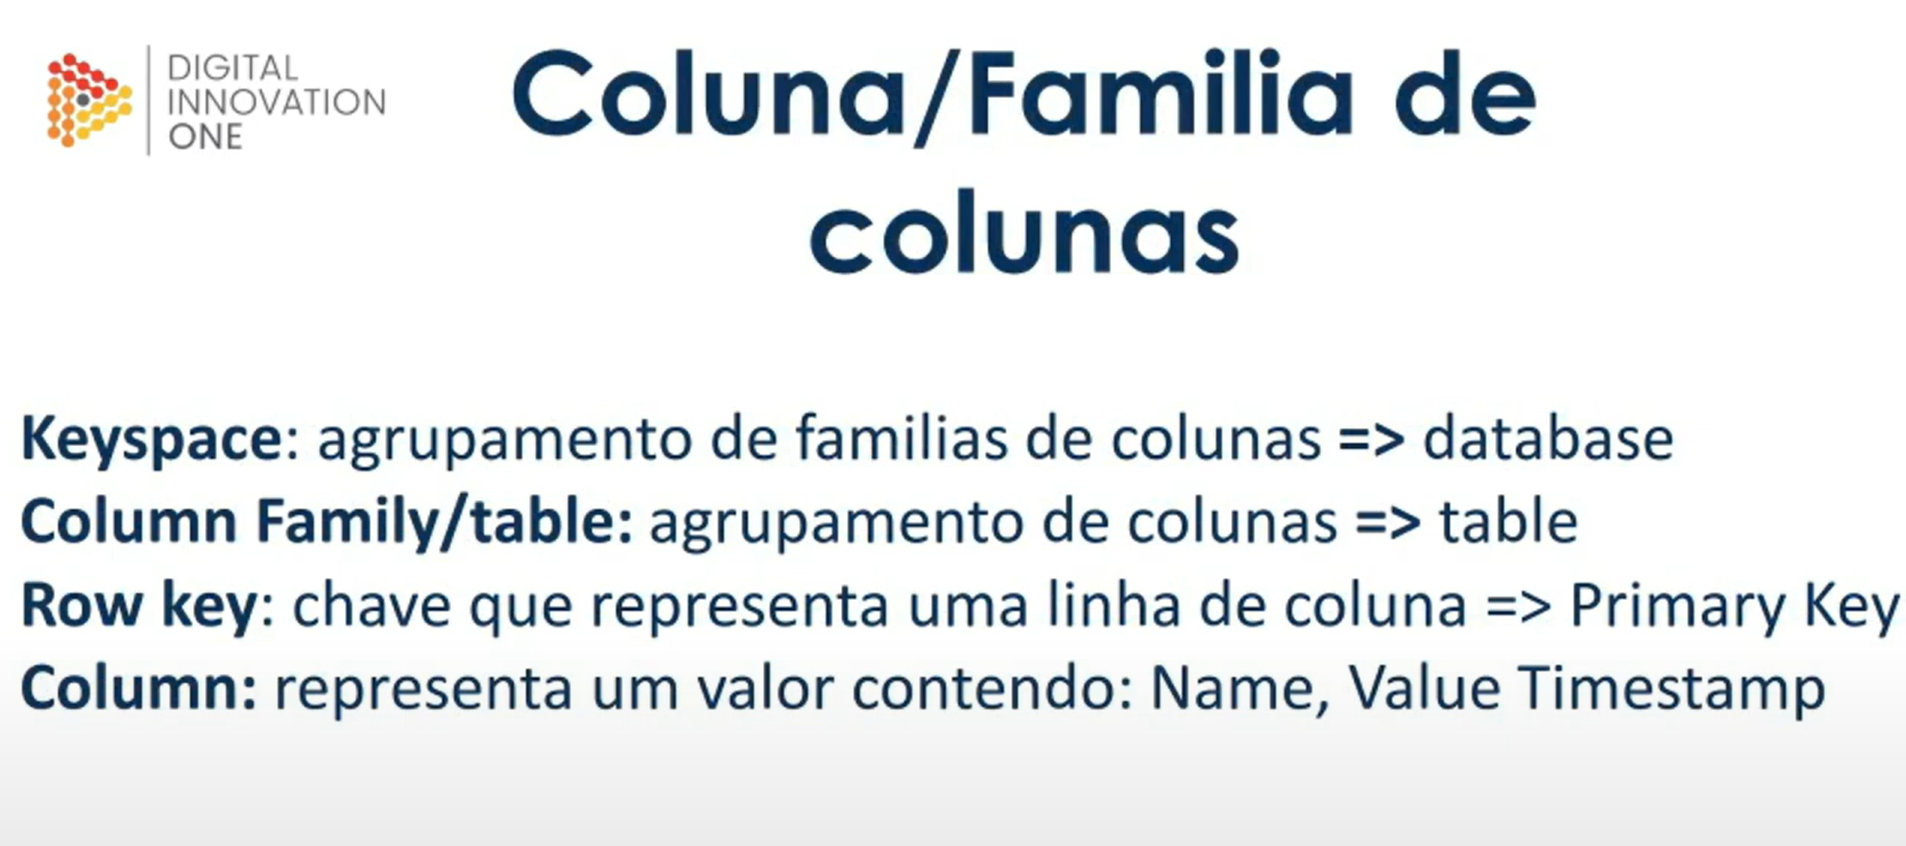 DIGITAL
INNOVATION
ONE
Coluna/Familia de
colunas
Keyspace: agrupamento de familias de colunas => database
Column Family/table: agrupamento de colunas => table
Row key: chave que representa uma linha de coluna => Primary Key
Column: representa um valor contendo: Name, Value Timestamp